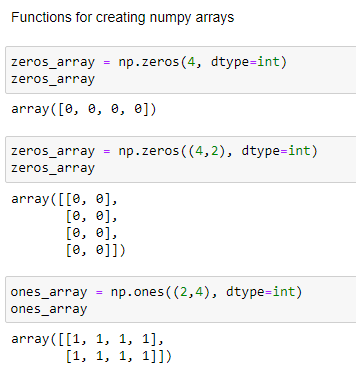 Functions for creating numpy arrays
zeros_array = np.zeros(4, dtype=int)
zeros_array
array([0, 0, 0, 0])
zeros_array = np.zeros((4,2), dtype=int)
zeros_array
array([[0, 0],
       [0, 0],
       [0, 0],
       [0, 0]])
ones_array = np.ones((2,4), dtype=int)
ones_array
array([[1, 1, 1, 1],
       [1, 1, 1, 1]])